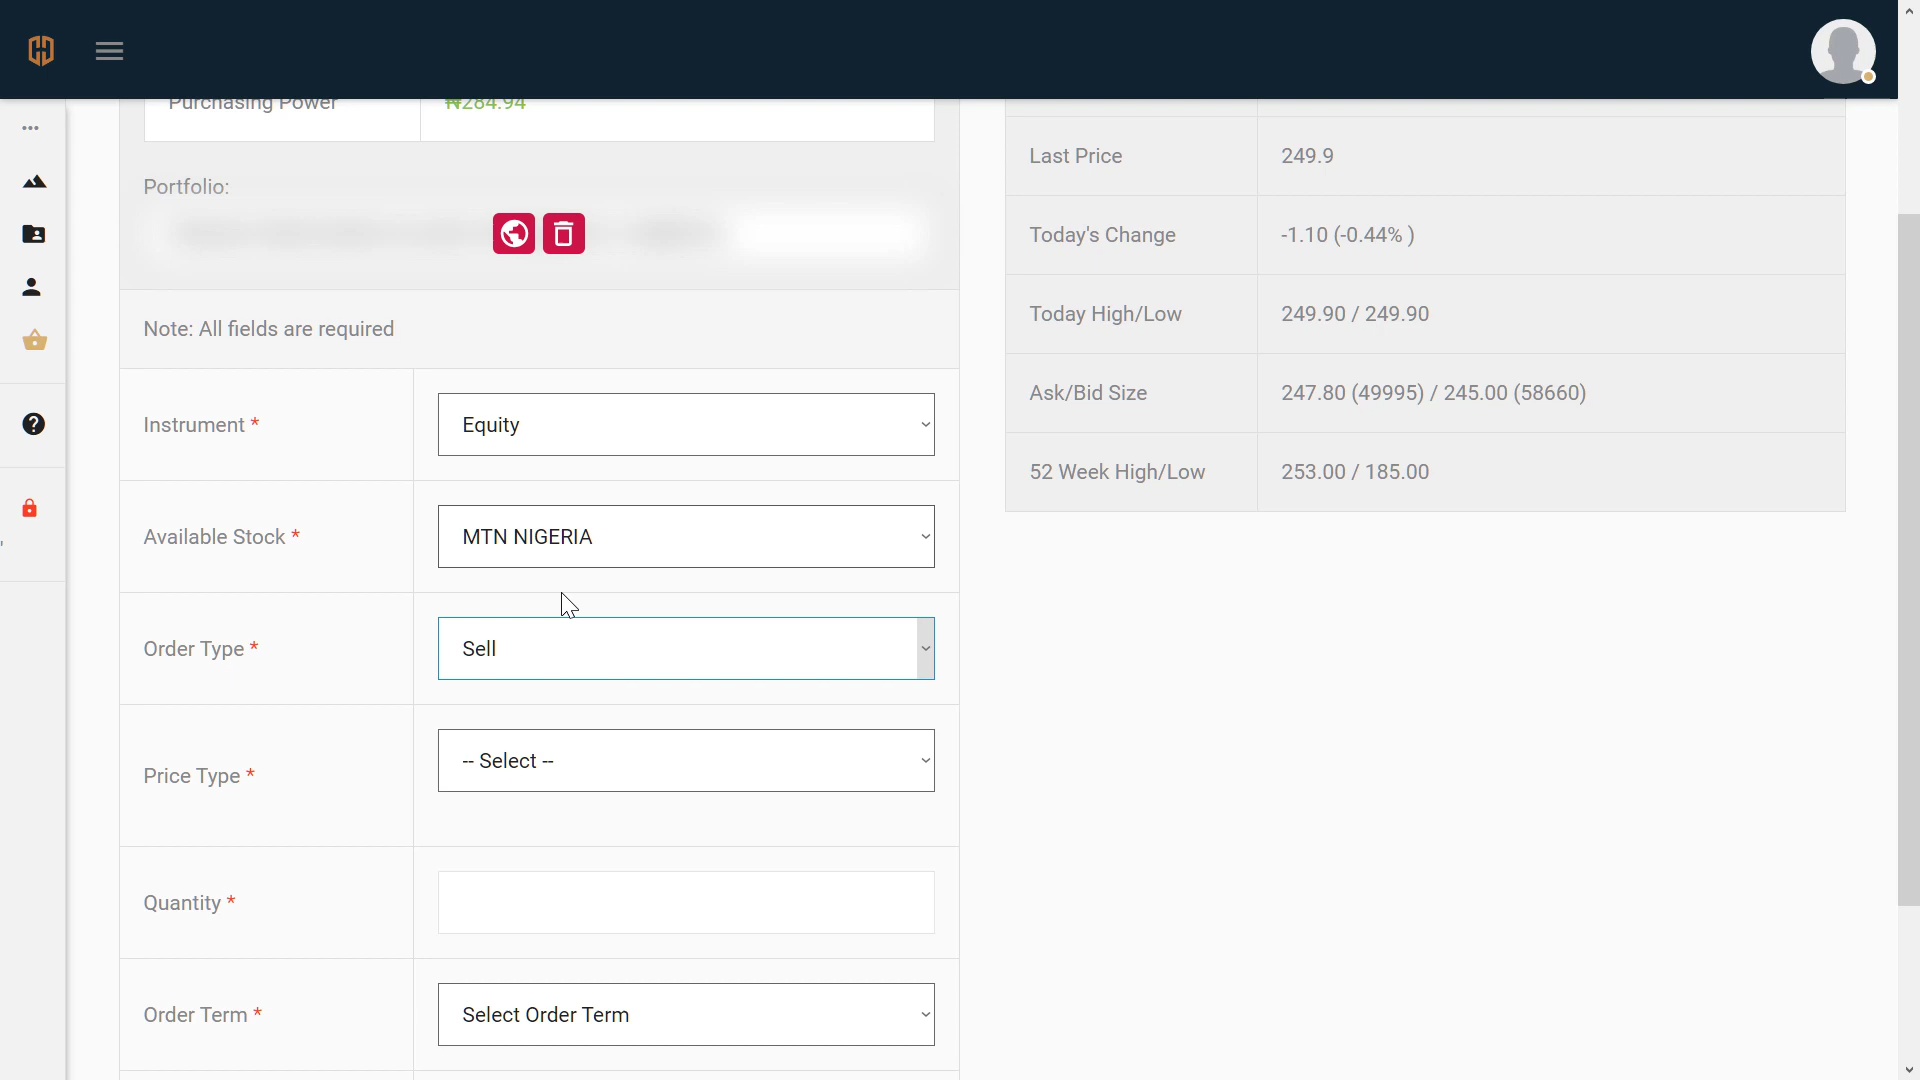 Purchasing Power
₦284.94
Portfolio:
Note: All fields are required
Instrument *
Equity
Available Stock *
MTN NIGERIA
Order Type *
Sell
Price Type *
-- Select --
Quantity *
Order Term *
Select Order Term
Last Price
249.9
Today's Change
-1.10 (-0.44% )
Today High/Low
249.90 / 249.90
Ask/Bid Size
247.80 (49995) / 245.00 (58660)
52 Week High/Low
253.00 / 185.00